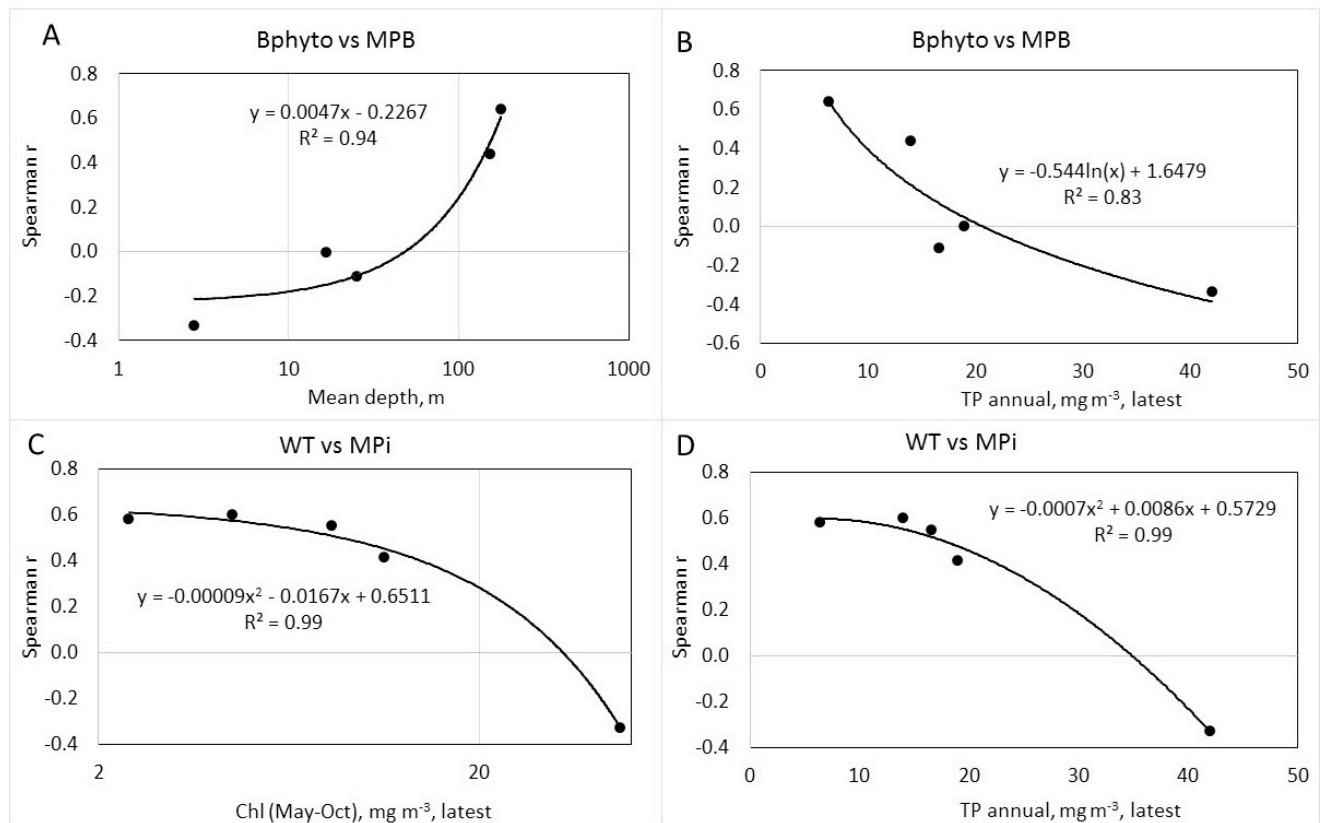 A
Bphyto vs MPB
0.8
0.6
0.4
0.2
0.0
-0.2
-0.4
Spearman r
y = 0.0047x - 0.2267
R² = 0.94
1
10
100
1000
Mean depth, m
B
Bphyto vs MPB
0.8
0.6
0.4
0.2
0.0
-0.2
-0.4
-0.6
Spearman r
y = -0.544ln(x) + 1.6479
R² = 0.83
0
10
20
30
40
50
TP annual, mg m⁻³, latest
C
WT vs MPi
0.8
0.6
0.4
0.2
0.0
-0.2
-0.4
Spearman r
y = -0.00009x² - 0.0167x + 0.6511
R² = 0.99
2
20
Chl (May-Oct), mg m⁻³, latest
D
WT vs MPi
0.8
0.6
0.4
0.2
0.0
-0.2
-0.4
Spearman r
y = -0.0007x² + 0.0086x + 0.5729
R² = 0.99
0
10
20
30
40
50
TP annual, mg m⁻³, latest